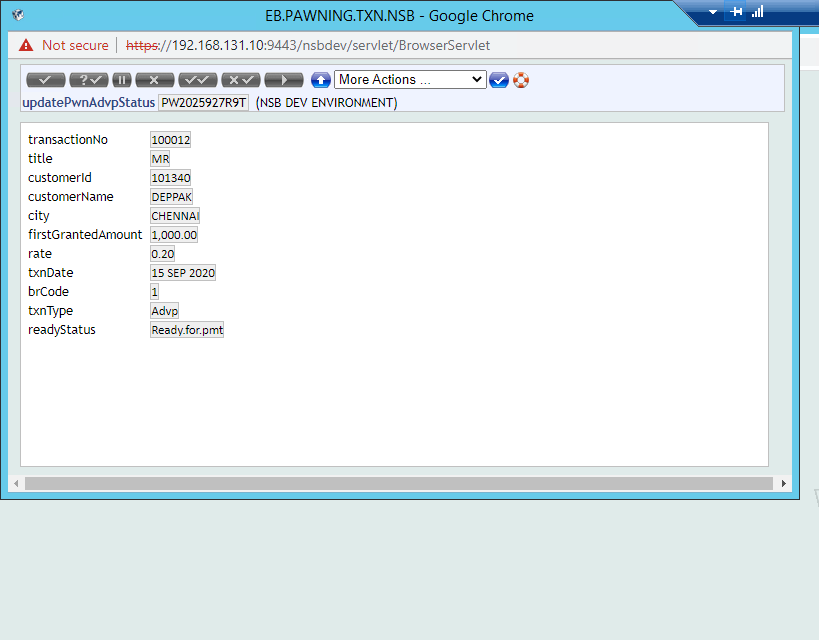 EB.PAWNING.TXN.NSB - Google Chrome
Not secure | https://192.168.131.10:9443/nsbdev/servlet/BrowserServlet
More Actions ...
updatePwnAdvpStatus PW2025927R9T (NSB DEV ENVIRONMENT)
transactionNo 100012
title MR
customerId 101340
customerName DEPPAK
city CHENNAI
firstGrantedAmount 1,000.00
rate 0.20
txnDate 15 SEP 2020
brCode 1
txnType Advp
readyStatus Ready.for.pmt